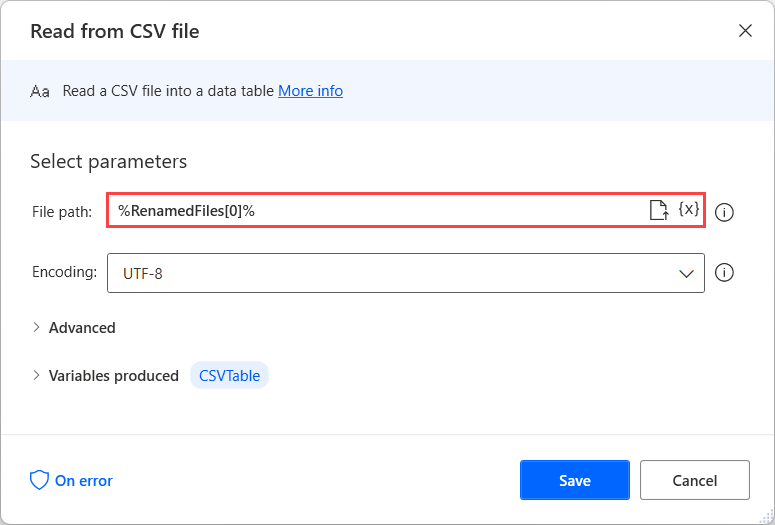 Read from CSV file
Aa Read a CSV file into a data table More info
Select parameters
File path: %RenamedFiles[0]% {x}
Encoding: UTF-8
Advanced
Variables produced CSVTable
On error Save Cancel